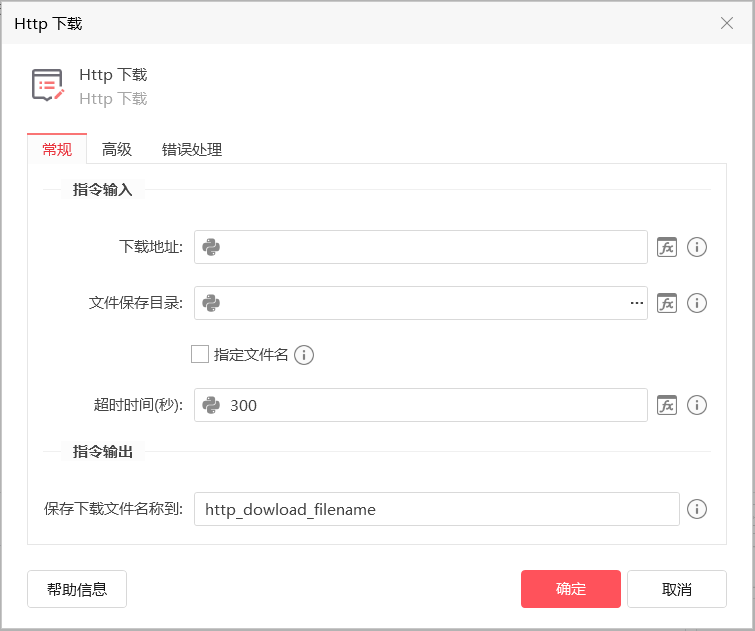 Http 下载
Http 下载
Http 下载
常规 高级 错误处理
指令输入
下载地址:
文件保存目录: ...
指定文件名
超时时间(秒): 300
指令输出
保存下载文件名称到: http_dowload_filename
帮助信息 确定 取消